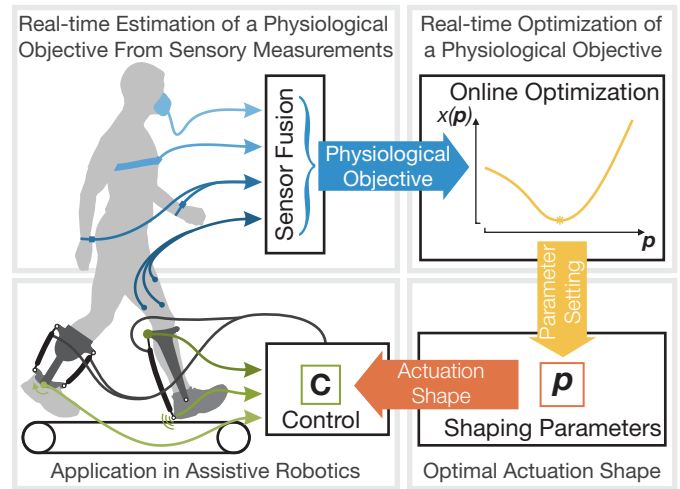 Real-time Estimation of a Physiological
Objective From Sensory Measurements
Real-time Optimization of
a Physiological Objective
Sensor Fusion
Physiological
Objective
Online Optimization
x(p)
p
Parameter
Setting
Actuation
Shape
C
Control
p
Shaping Parameters
Application in Assistive Robotics
Optimal Actuation Shape